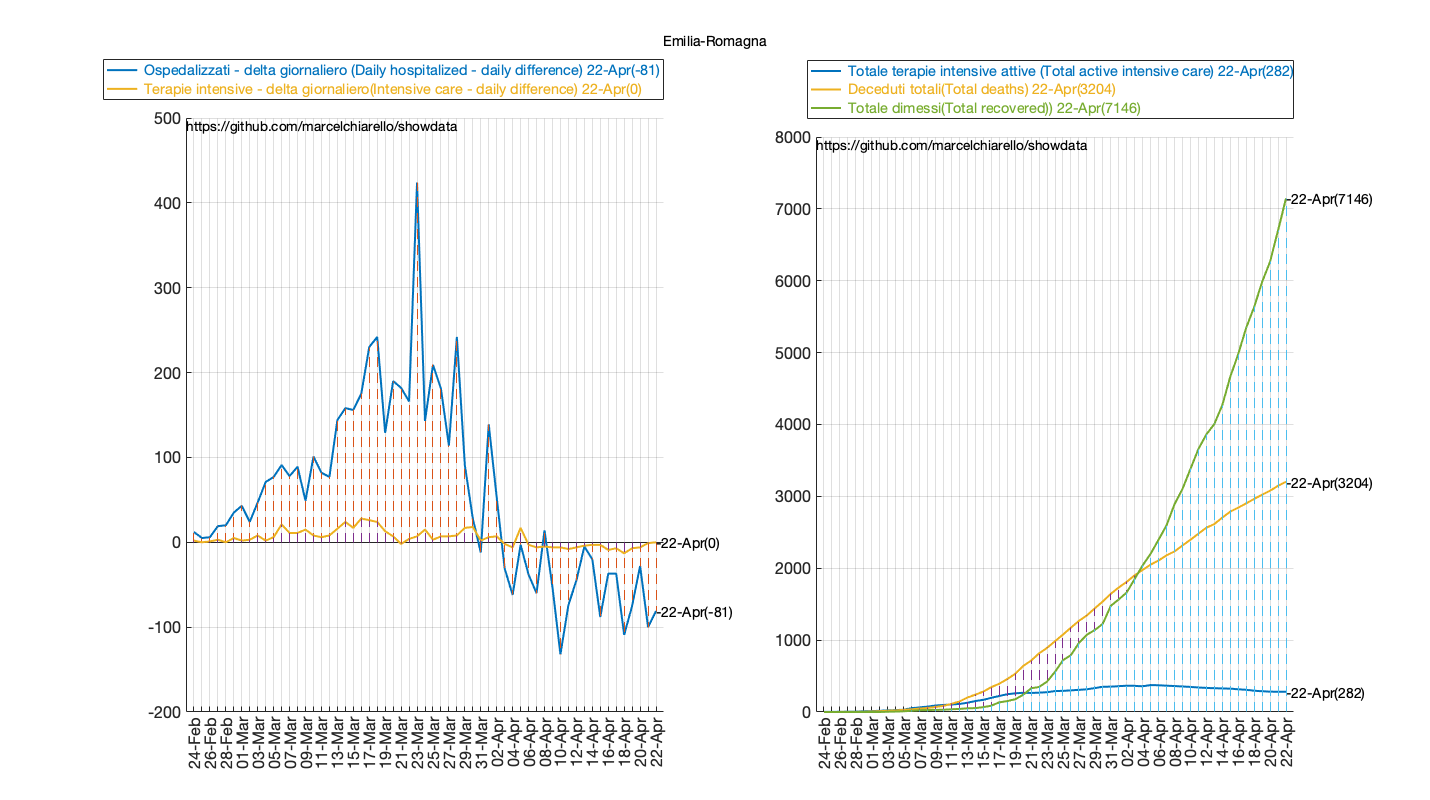 Emilia-Romagna
Ospedalizzati - delta giornaliero (Daily hospitalized - daily difference) 22-Apr(-81)
Terapie intensive - delta giornaliero(Intensive care - daily difference) 22-Apr(0)
500
https://github.com/marcelchiarello/showdata
400
300
200
100
0
-100
-200
22-Apr(0)
22-Apr(-81)
24-Feb
26-Feb
28-Feb
01-Mar
03-Mar
05-Mar
07-Mar
09-Mar
11-Mar
13-Mar
15-Mar
17-Mar
19-Mar
21-Mar
23-Mar
25-Mar
27-Mar
29-Mar
31-Mar
02-Apr
04-Apr
06-Apr
08-Apr
10-Apr
12-Apr
14-Apr
16-Apr
18-Apr
20-Apr
22-Apr
Totale terapie intensive attive (Total active intensive care) 22-Apr(282)
Deceduti totali(Total deaths) 22-Apr(3204)
Totale dimessi(Total recovered)) 22-Apr(7146)
8000
https://github.com/marcelchiarello/showdata
7000
6000
5000
4000
3000
2000
1000
0
22-Apr(7146)
22-Apr(3204)
22-Apr(282)
24-Feb
26-Feb
28-Feb
01-Mar
03-Mar
05-Mar
07-Mar
09-Mar
11-Mar
13-Mar
15-Mar
17-Mar
19-Mar
21-Mar
23-Mar
25-Mar
27-Mar
29-Mar
31-Mar
02-Apr
04-Apr
06-Apr
08-Apr
10-Apr
12-Apr
14-Apr
16-Apr
18-Apr
20-Apr
22-Apr